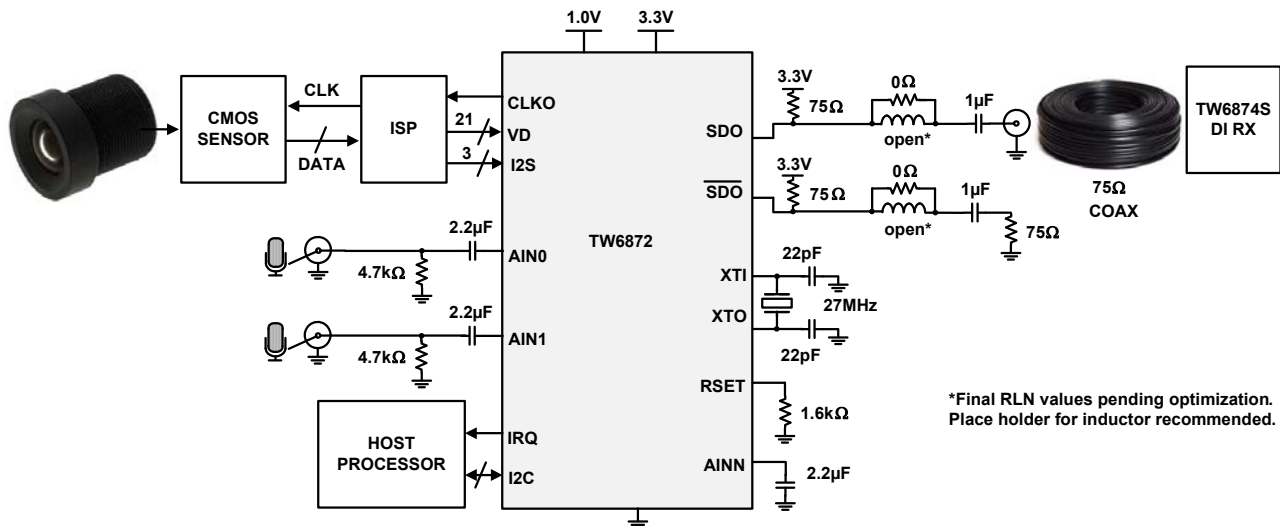 1.0V
3.3V
CMOS
SENSOR
CLK
DATA
ISP
21
3
CLKO
VD
I2S
2.2µF
AIN0
4.7kΩ
2.2µF
AIN1
4.7kΩ
HOST
PROCESSOR
IRQ
I2C
TW6872
SDO
3.3V
75Ω
0Ω
open*
1µF
SDO
3.3V
75Ω
0Ω
open*
1µF
75Ω
75Ω
COAX
TW6874S
DI RX
XTI
22pF
27MHz
XTO
22pF
RSET
1.6kΩ
AINN
2.2µF
*Final RLN values pending optimization.
Place holder for inductor recommended.